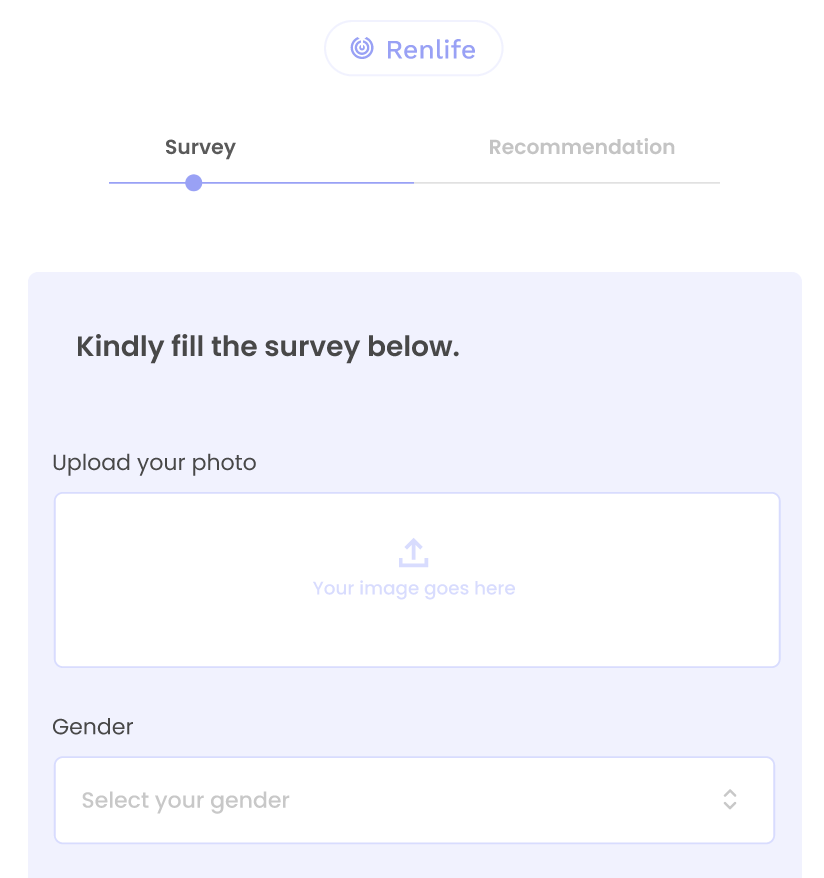 Renlife
Survey
Recommendation
Kindly fill the survey below.
Upload your photo
Your image goes here
Gender
Select your gender